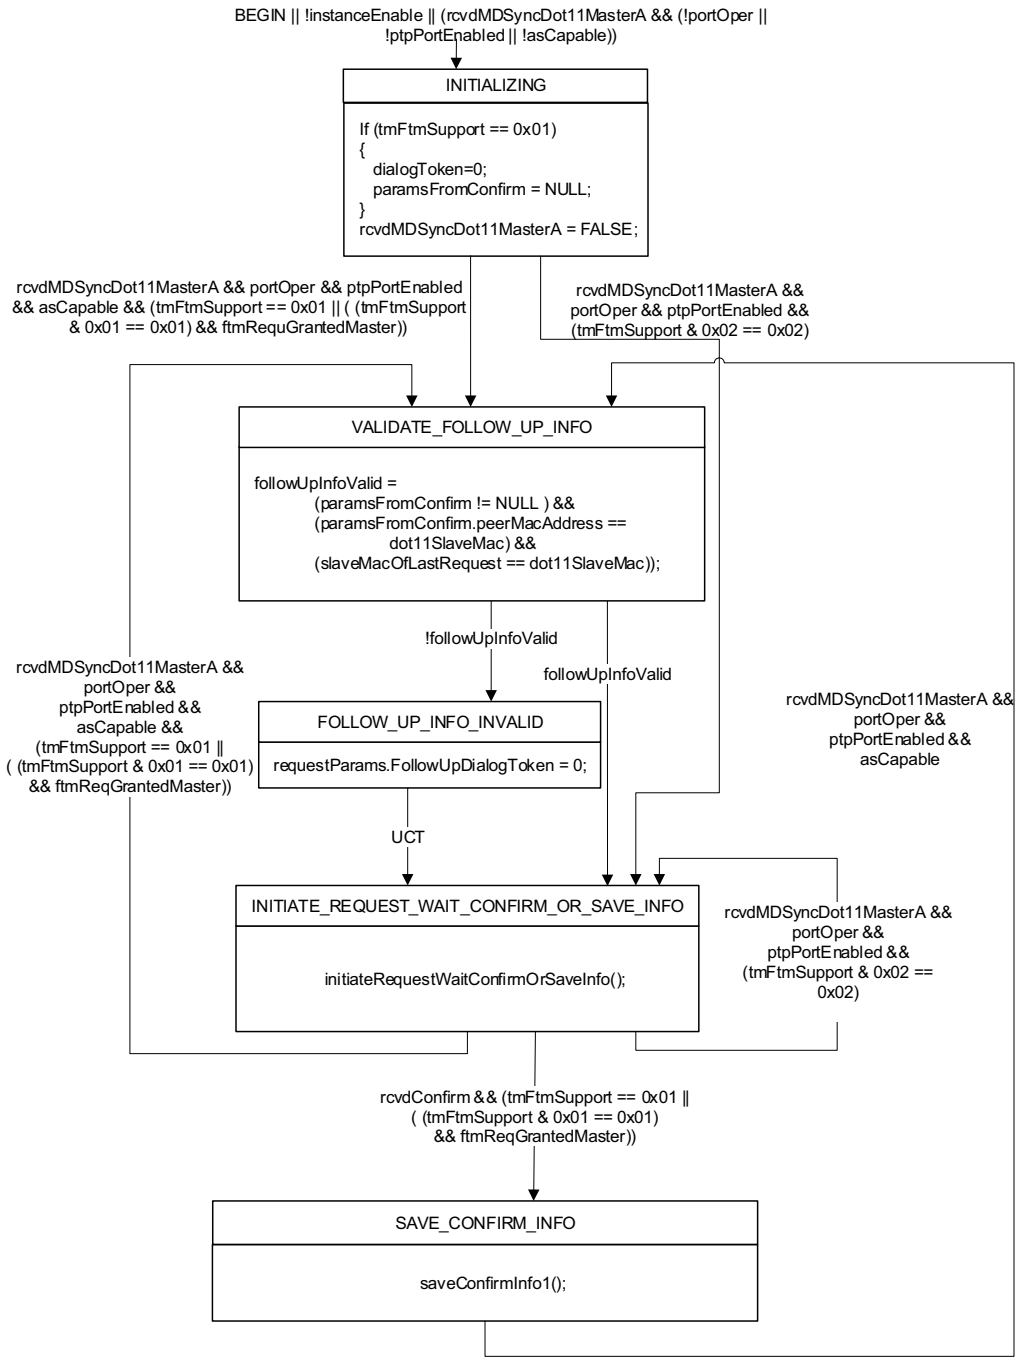 BEGIN || !instanceEnable || (rcvdMDSyncDot11MasterA && (!portOper ||
!ptpPortEnabled || !asCapable))
INITIALIZING
If (tmFtmSupport == 0x01)
{
dialogToken=0;
paramsFromConfirm = NULL;
}
rcvdMDSyncDot11MasterA = FALSE;
rcvdMDSyncDot11MasterA && portOper && ptpPortEnabled
&& asCapable && (tmFtmSupport == 0x01 || ( (tmFtmSupport
& 0x01 == 0x01) && ftmRequGrantedMaster))
rcvdMDSyncDot11MasterA &&
portOper && ptpPortEnabled &&
(tmFtmSupport & 0x02 == 0x02)
VALIDATE_FOLLOW_UP_INFO
followUpInfoValid =
(paramsFromConfirm != NULL ) &&
(paramsFromConfirm.peerMacAddress ==
dot11SlaveMac) &&
(slaveMacOfLastRequest == dot11SlaveMac));
!followUpInfoValid
followUpInfoValid
rcvdMDSyncDot11MasterA &&
portOper &&
ptpPortEnabled &&
asCapable &&
(tmFtmSupport == 0x01 ||
( (tmFtmSupport & 0x01 == 0x01)
&& ftmReqGrantedMaster))
rcvdMDSyncDot11MasterA &&
portOper &&
ptpPortEnabled &&
asCapable
FOLLOW_UP_INFO_INVALID
requestParams.FollowUpDialogToken = 0;
UCT
INITIATE_REQUEST_WAIT_CONFIRM_OR_SAVE_INFO
initiateRequestWaitConfirmOrSaveInfo();
rcvdMDSyncDot11MasterA &&
portOper &&
ptpPortEnabled &&
(tmFtmSupport & 0x02 ==
0x02)
rcvdConfirm && (tmFtmSupport == 0x01 ||
( (tmFtmSupport & 0x01 == 0x01)
&& ftmReqGrantedMaster))
SAVE_CONFIRM_INFO
saveConfirmInfo1();